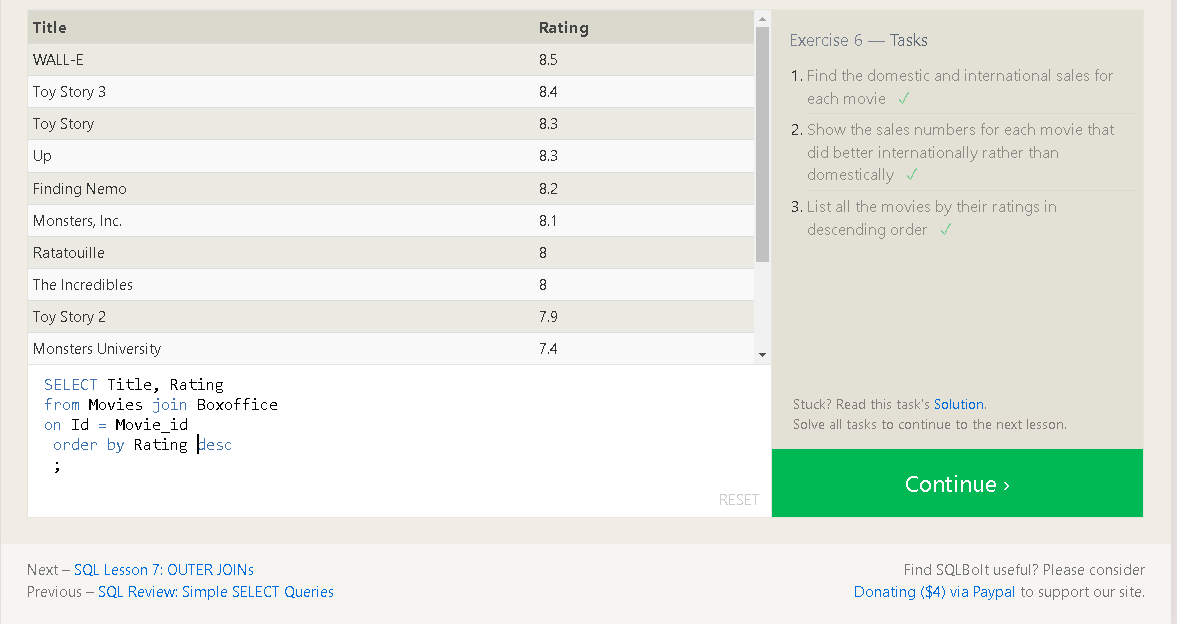 Title Rating
WALL-E 8.5
Toy Story 3 8.4
Toy Story 8.3
Up 8.3
Finding Nemo 8.2
Monsters, Inc. 8.1
Ratatouille 8
The Incredibles 8
Toy Story 2 7.9
Monsters University 7.4
SELECT Title, Rating
from Movies join Boxoffice
on Id = Movie_id
order by Rating desc
;
RESET
Exercise 6 — Tasks
1. Find the domestic and international sales for
each movie ✓
2. Show the sales numbers for each movie that
did better internationally rather than
domestically ✓
3. List all the movies by their ratings in
descending order ✓
Stuck? Read this task's Solution.
Solve all tasks to continue to the next lesson.
Continue ›
Next – SQL Lesson 7: OUTER JOINs
Previous – SQL Review: Simple SELECT Queries
Find SQLBolt useful? Please consider
Donating ($4) via Paypal to support our site.